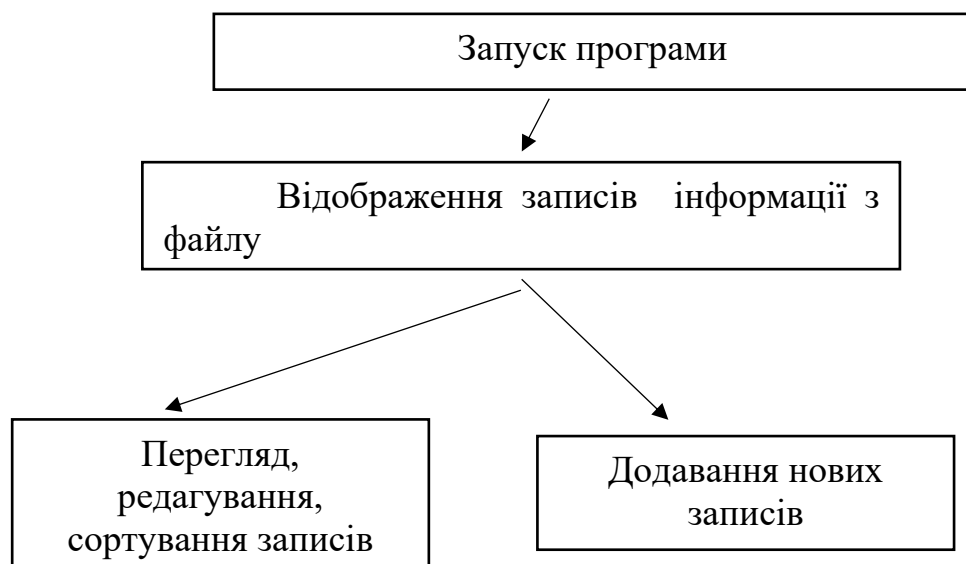 Запуск програми
Відображення записів інформації з
файлу
Перегляд,
редагування,
сортування записів
Додавання нових
записів